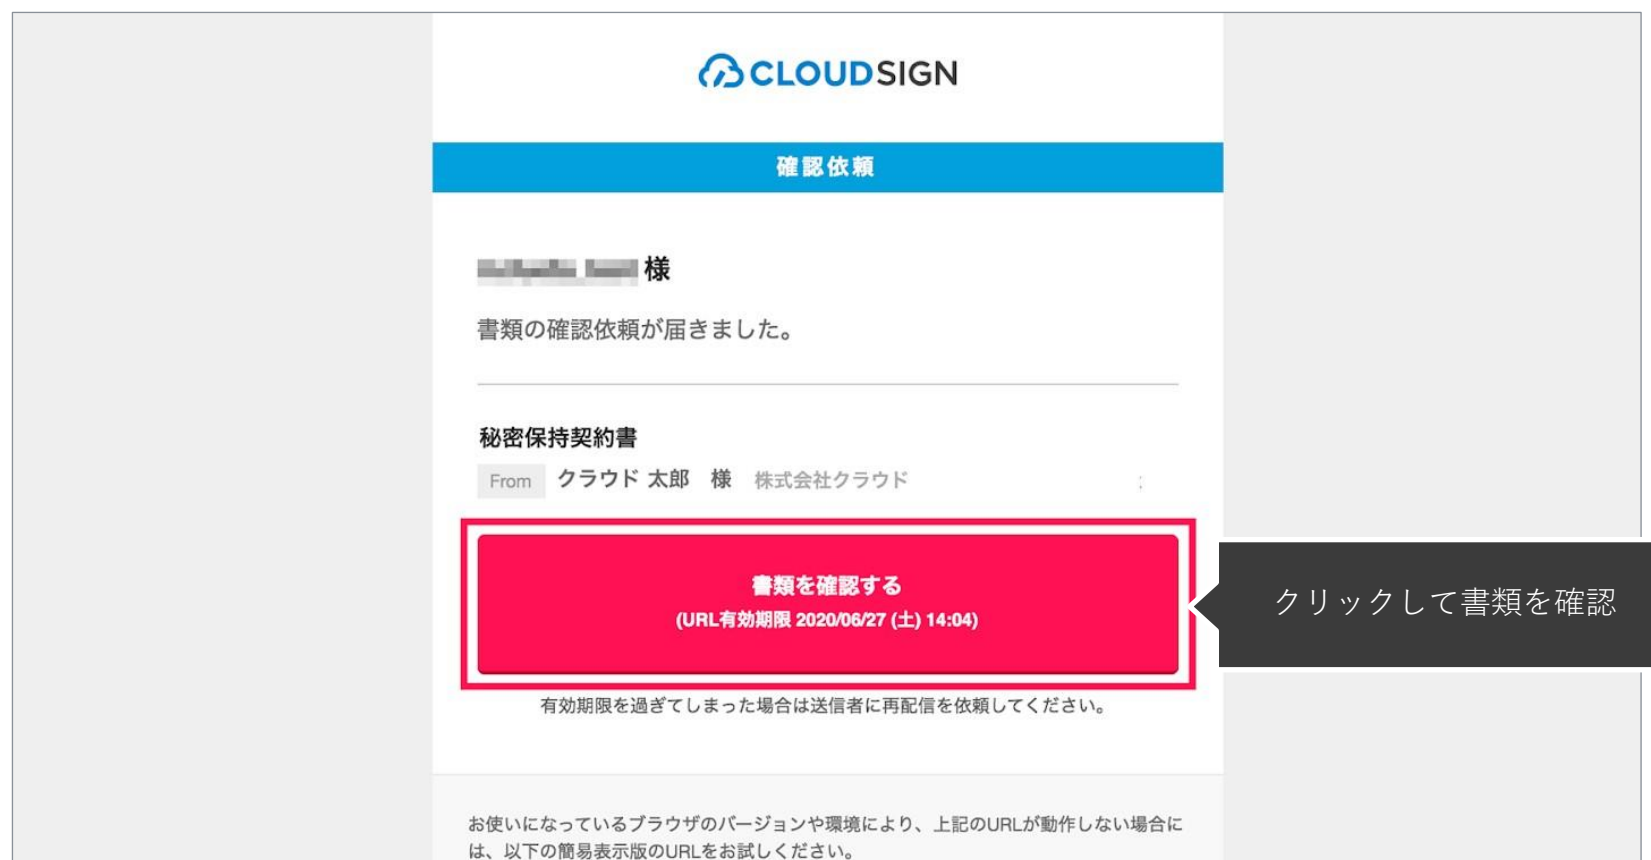 CLOUDSIGN
確認依頼
様
書類の確認依頼が届きました。
秘密保持契約書
From クラウド 太郎 様 株式会社クラウド
書類を確認する
(URL有効期限 2020/06/27 (土) 14:04)
クリックして書類を確認
有効期限を過ぎてしまった場合は送信者に再配信を依頼してください。
お使いになっているブラウザのバージョンや環境により、上記のURLが動作しない場合に
は、以下の簡易表示版のURLをお試しください。